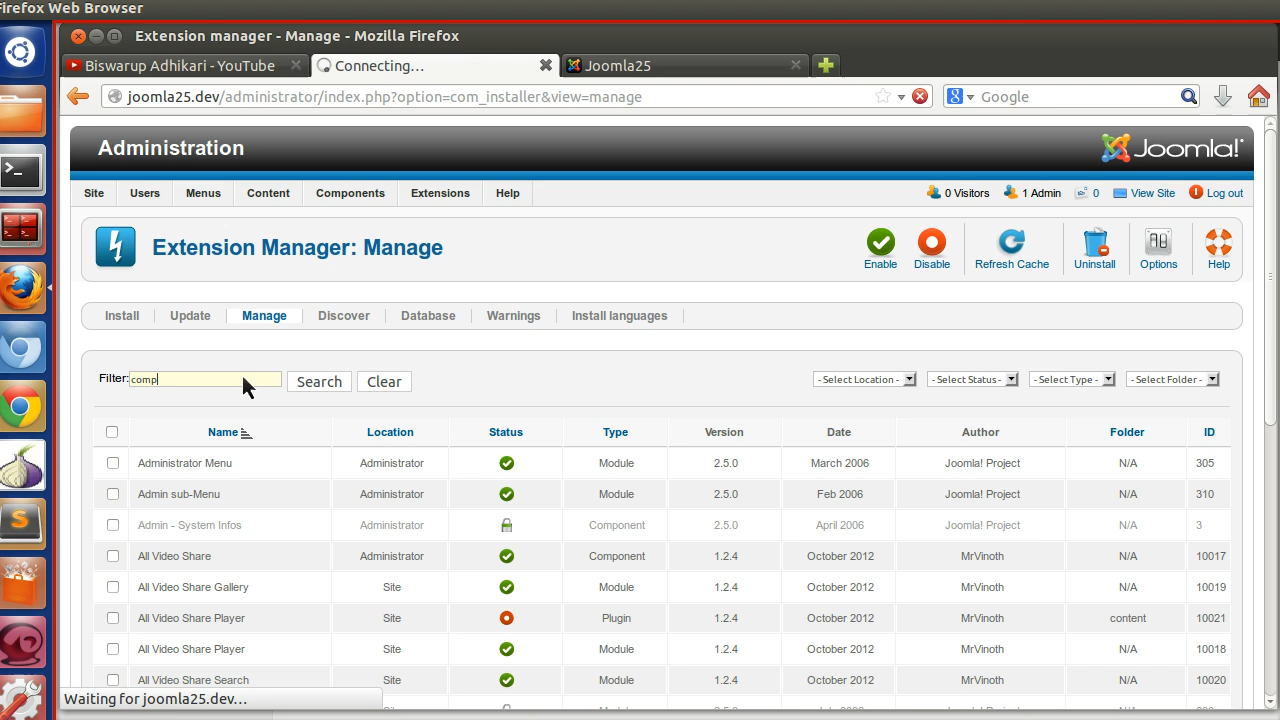 Firefox Web Browser
Extension manager - Manage - Mozilla Firefox
Biswarup Adhikari - YouTube
Connecting...
Joomla25
joomla25.dev/administrator/index.php?option=com_installer&view=manage
Google
Administration
Joomla!
Site Users Menus Content Components Extensions Help
0 Visitors 1 Admin 0 View Site Log out
Extension Manager: Manage
Enable Disable Refresh Cache Uninstall Options Help
Install Update Manage Discover Database Warnings Install languages
Filter: comp Search Clear - Select Location - - Select Status - - Select Type - - Select Folder -
Name Location Status Type Version Date Author Folder ID
Administrator Menu Administrator Module 2.5.0 March 2006 Joomla! Project N/A 305
Admin sub-Menu Administrator Module 2.5.0 Feb 2006 Joomla! Project N/A 310
Admin - System Infos Administrator Component 2.5.0 April 2006 Joomla! Project N/A 3
All Video Share Administrator Component 1.2.4 October 2012 MrVinoth N/A 10017
All Video Share Gallery Site Module 1.2.4 October 2012 MrVinoth N/A 10019
All Video Share Player Site Plugin 1.2.4 October 2012 MrVinoth content 10021
All Video Share Player Site Module 1.2.4 October 2012 MrVinoth N/A 10018
All Video Share Search Site Module 1.2.4 October 2012 MrVinoth N/A 10020
Waiting for joomla25.dev...